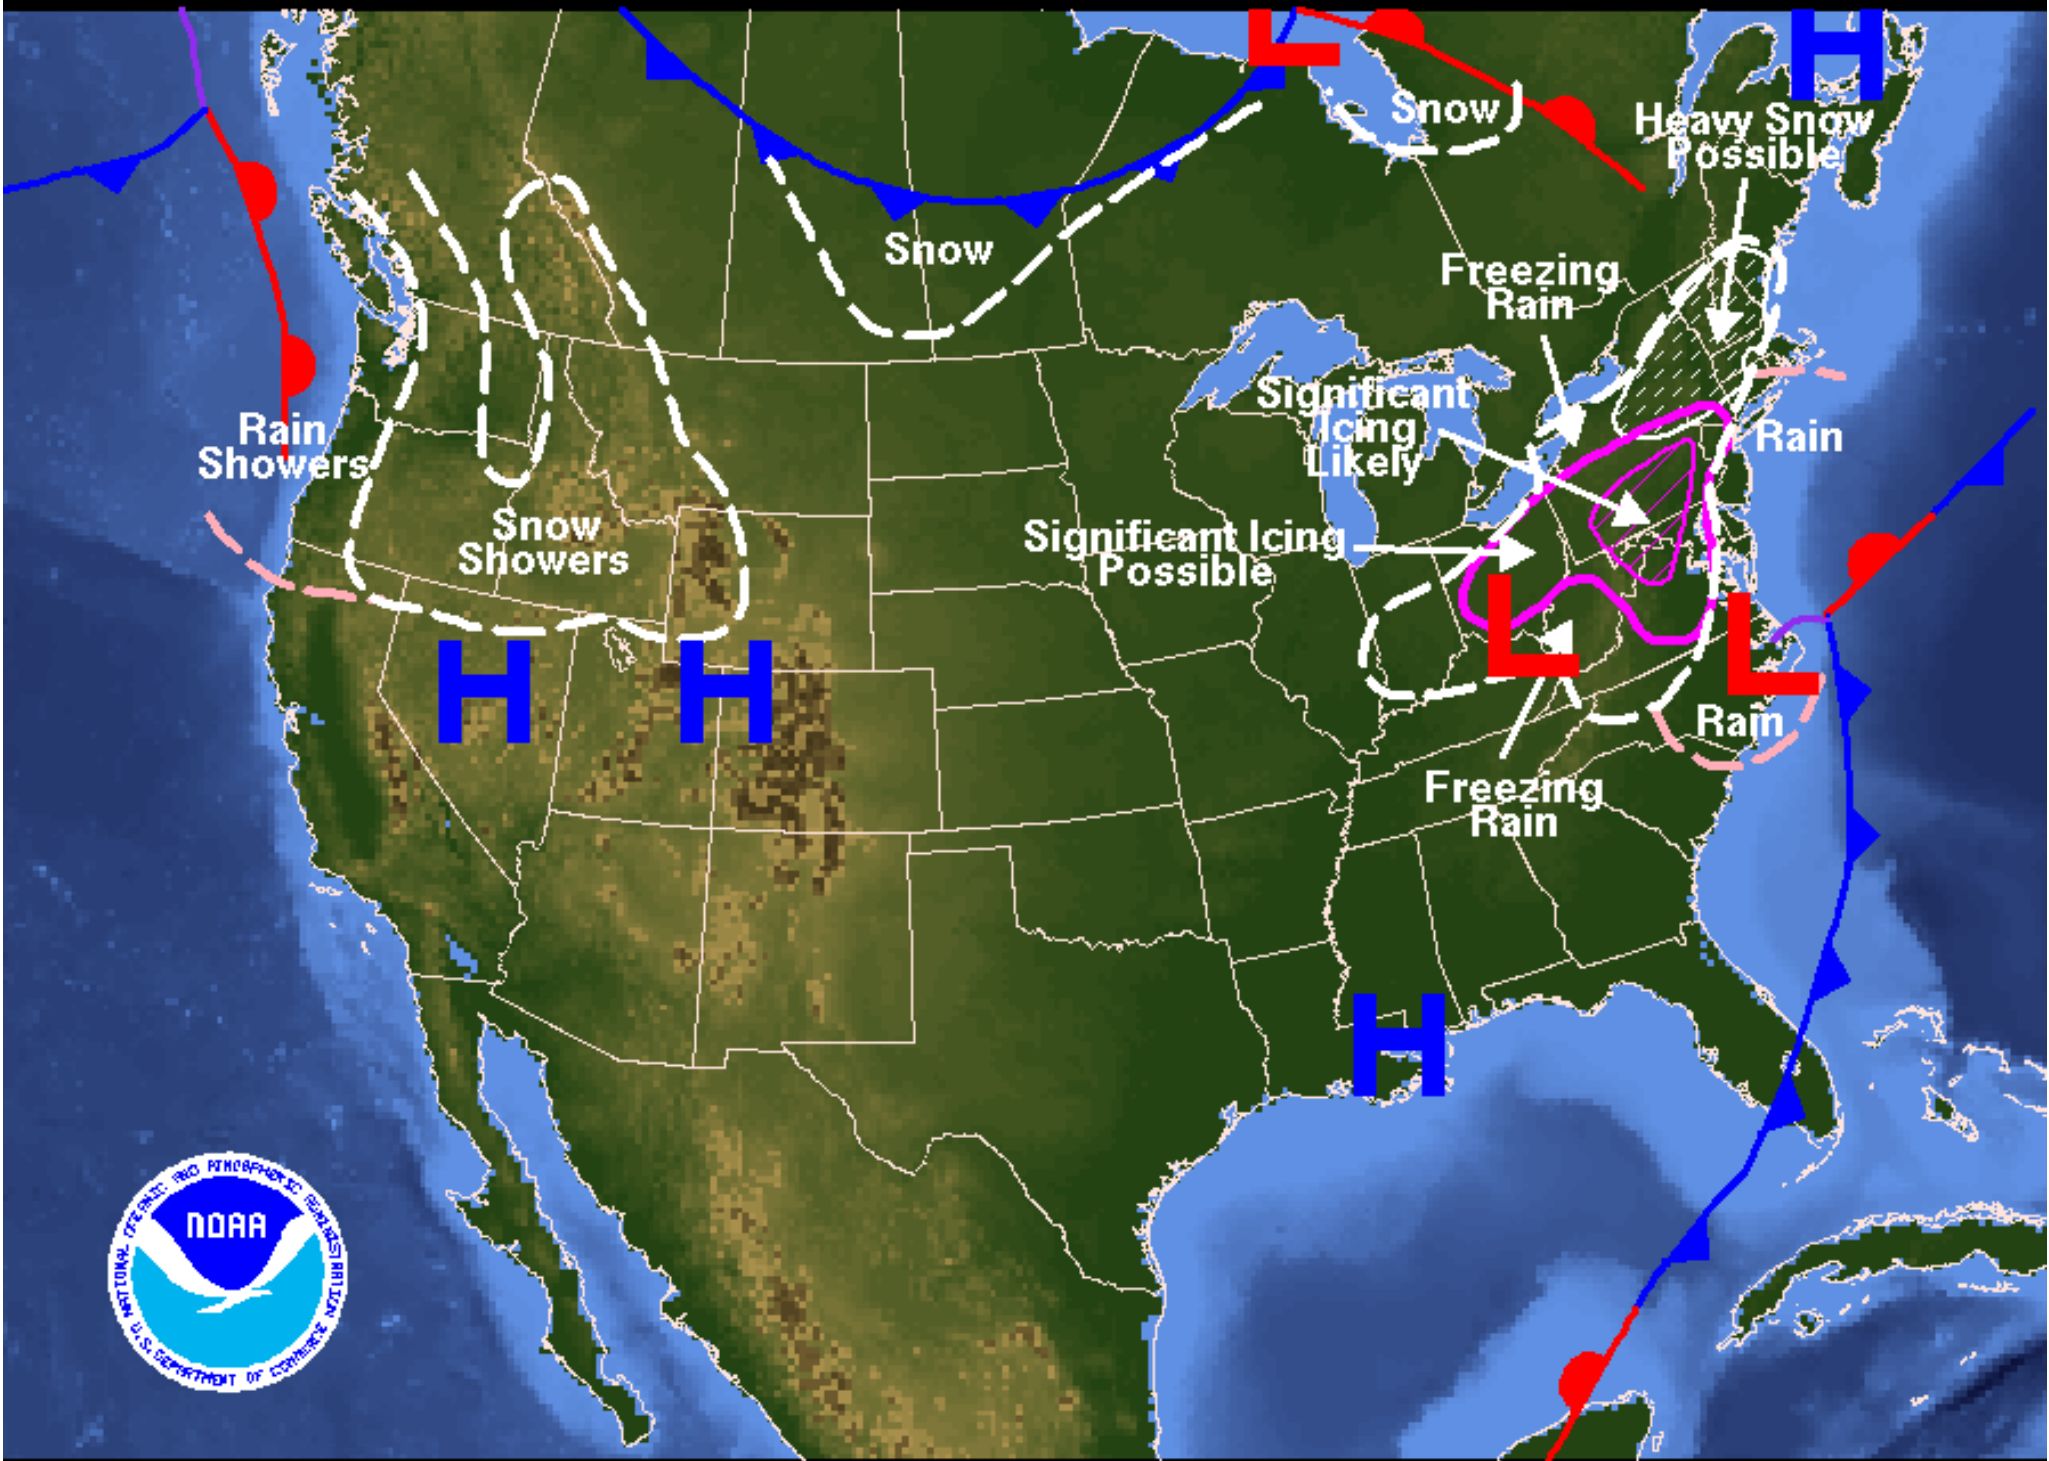 L
H
Snow
Heavy Snow
Possible
Snow
Freezing
Rain
Significant
Icing
Likely
Rain
Showers
Rain
Snow
Showers
Significant Icing
Possible
L
L
H
H
Rain
Freezing
Rain
H
NATIONAL OCEANIC AND ATMOSPHERIC ADMINISTRATION
NOAA
U.S. DEPARTMENT OF COMMERCE